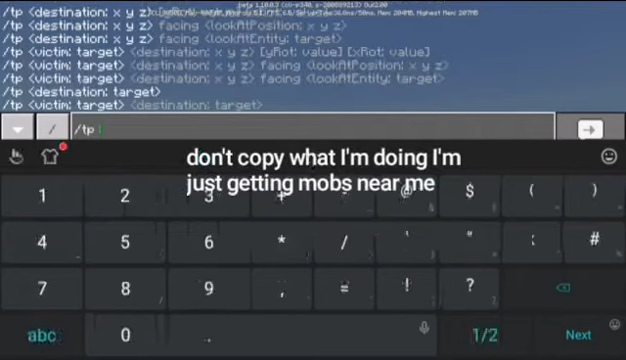 /tp <destination: x y z>
/tp <destination: x y z> facing <lookAtPosition: x y z>
/tp <destination: x y z> facing <lookAtEntity: target>
/tp <victim: target> <destination: x y z> [yRot: value] [xRot: value]
/tp <victim: target> <destination: x y z> facing <lookAtPosition: x y z>
/tp <victim: target> <destination: x y z> facing <lookAtEntity: target>
/tp <destination: target>
/tp <victim: target> <destination: target>
/ /tp
don't copy what I'm doing I'm
just getting mobs near me
1 2 3 + @ $ ( )
4 5 6 * / ' " : #
7 8 9 , = ! ?
abc 0 . 1/2 Next